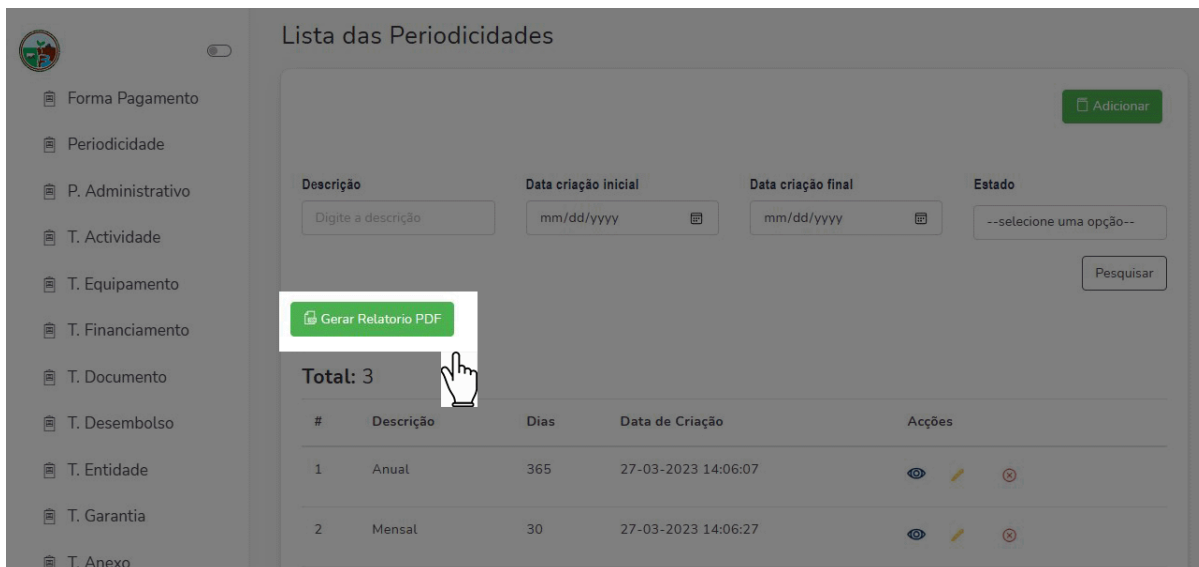 Lista das Periodicidades
Forma Pagamento
Periodicidade
P. Administrativo
T. Actividade
T. Equipamento
T. Financiamento
T. Documento
T. Desembolso
T. Entidade
T. Garantia
T. Anexo
Adicionar
Descrição Data criação inicial Data criação final Estado
Digite a descrição mm/dd/yyyy mm/dd/yyyy --selecione uma opção--
Pesquisar
Gerar Relatorio PDF
Total: 3
# Descrição Dias Data de Criação Acções
1 Anual 365 27-03-2023 14:06:07
2 Mensal 30 27-03-2023 14:06:27